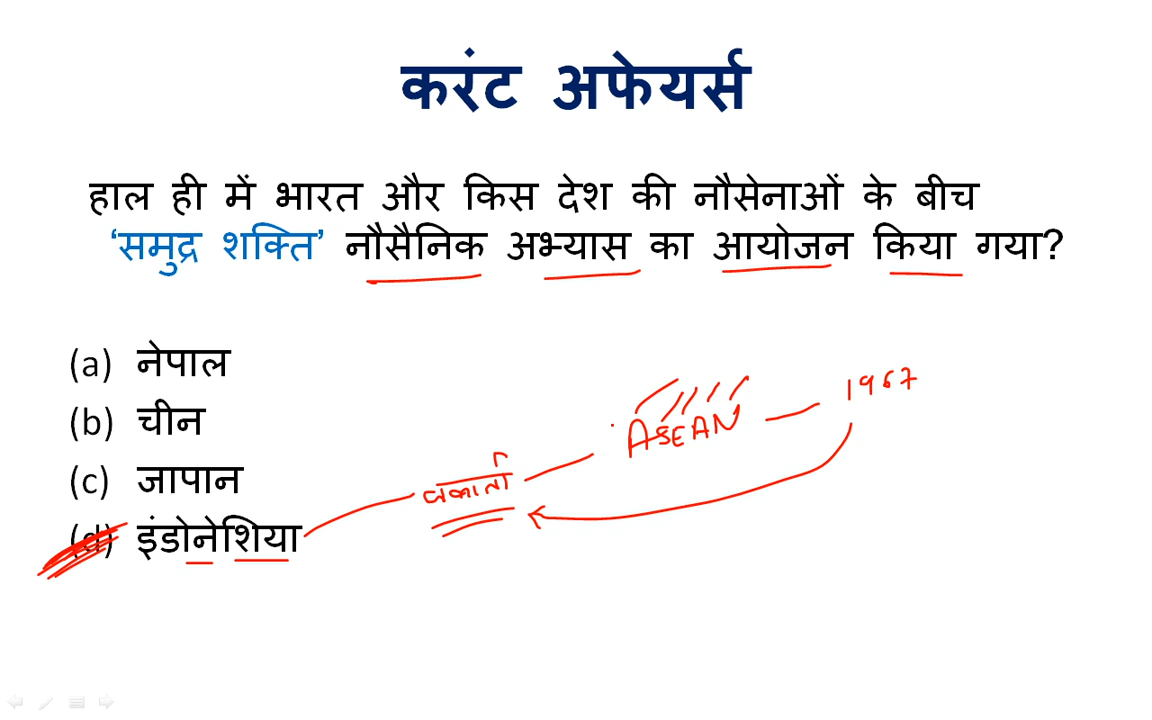 करंट अफेयर्स
हाल ही में भारत और किस देश की नौसेनाओं के बीच
‘समुद्र शक्ति’ नौसैनिक अभ्यास का आयोजन किया गया?
(a) नेपाल
(b) चीन
(c) जापान
(d) इंडोनेशिया
जकार्ता
ASEAN
1967